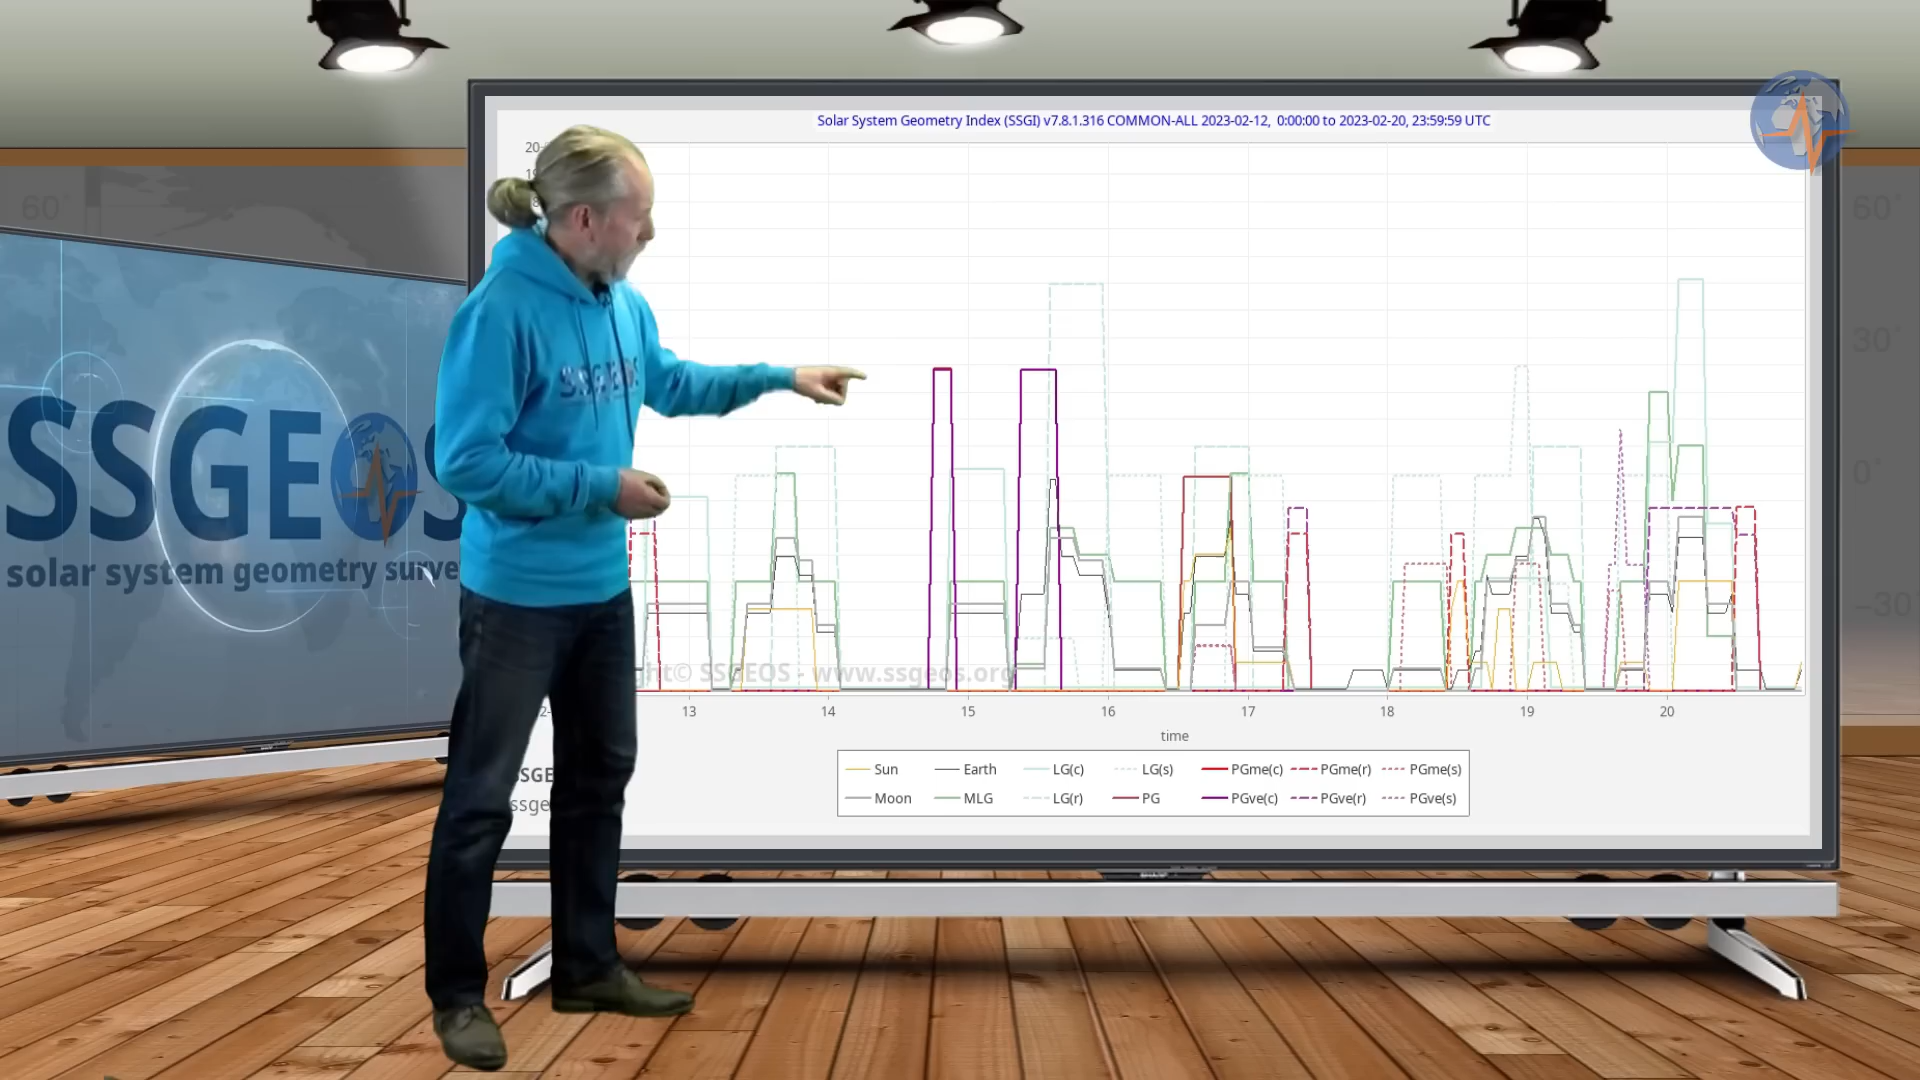 Solar System Geometry Index (SSGI) v7.8.1.316 COMMON-ALL 2023-02-12, 0:00:00 to 2023-02-20, 23:59:59 UTC
20
60°
60°
30°
0°
-30°
SSGEOS
SSGEOS
solar system geometry surve
© SSGEOS - www.ssgeos.org
13 14 15 16 17 18 19 20
time
Sun Earth LG(c) LG(s) PGme(c) PGme(r) PGme(s)
Moon MLG LG(r) PG PGve(c) PGve(r) PGve(s)
SSGE
ssge